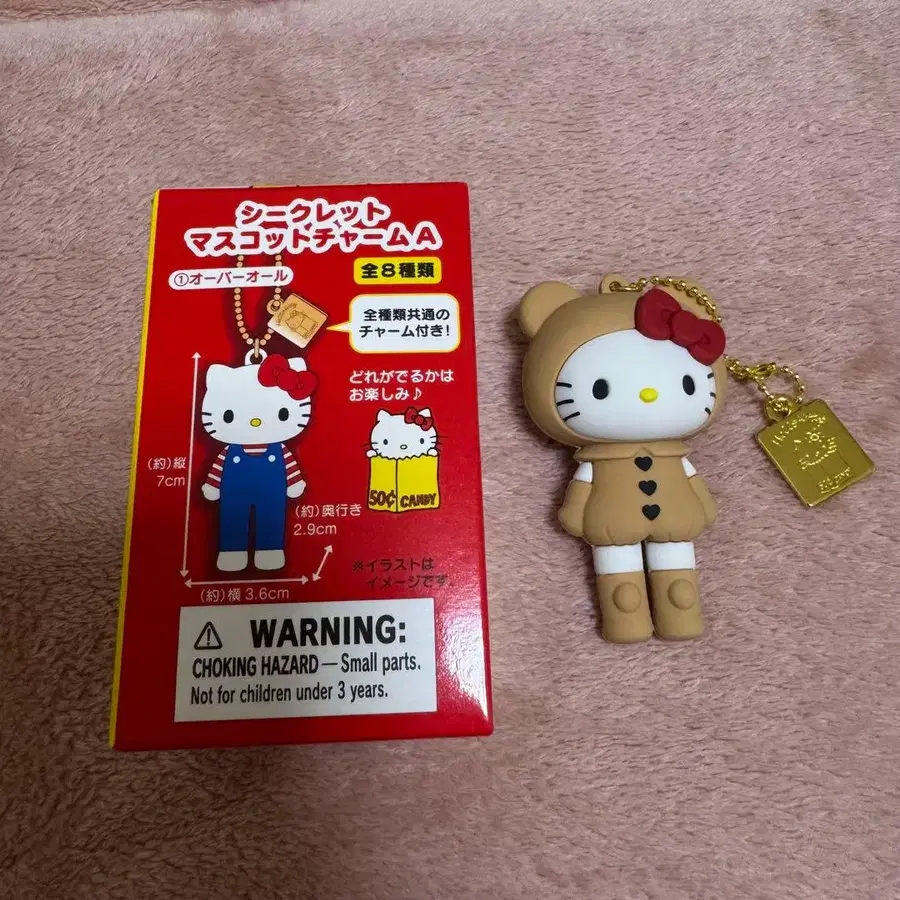 シークレット
マスコットチャームA
①オーバーオール
全8種類
全種類共通の
チャーム付き!
どれがでるかは
お楽しみ♪
(約)縦
7cm
50¢ CANDY
(約)奥行き
2.9cm
(約)横3.6cm
※イラストは
イメージです。
WARNING:
CHOKING HAZARD — Small parts.
Not for children under 3 years.